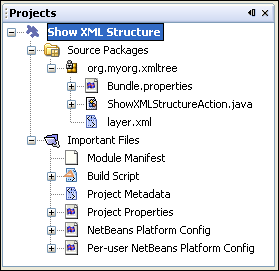 Projects
Show XML Structure
Source Packages
org.myorg.xmltree
Bundle.properties
ShowXMLStructureAction.java
layer.xml
Important Files
Module Manifest
Build Script
Project Metadata
Project Properties
NetBeans Platform Config
Per-user NetBeans Platform Config